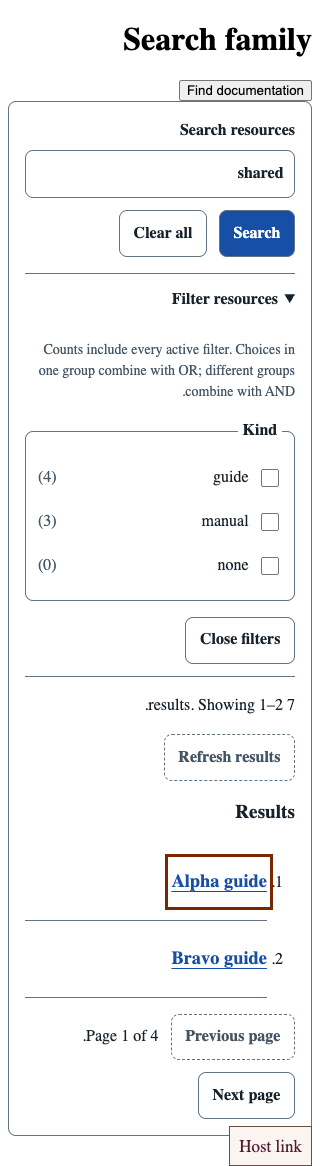 Search family
Find documentation
Search resources
shared
Search
Clear all
Filter resources ▼
Counts include every active filter. Choices in
one group combine with OR; different groups
.combine with AND
Kind
guide (4)
manual (3)
none (0)
Close filters
.results. Showing 1–2 7
Refresh results
Results
.1 Alpha guide
.2 Bravo guide
Previous page .Page 1 of 4
Next page
Host link